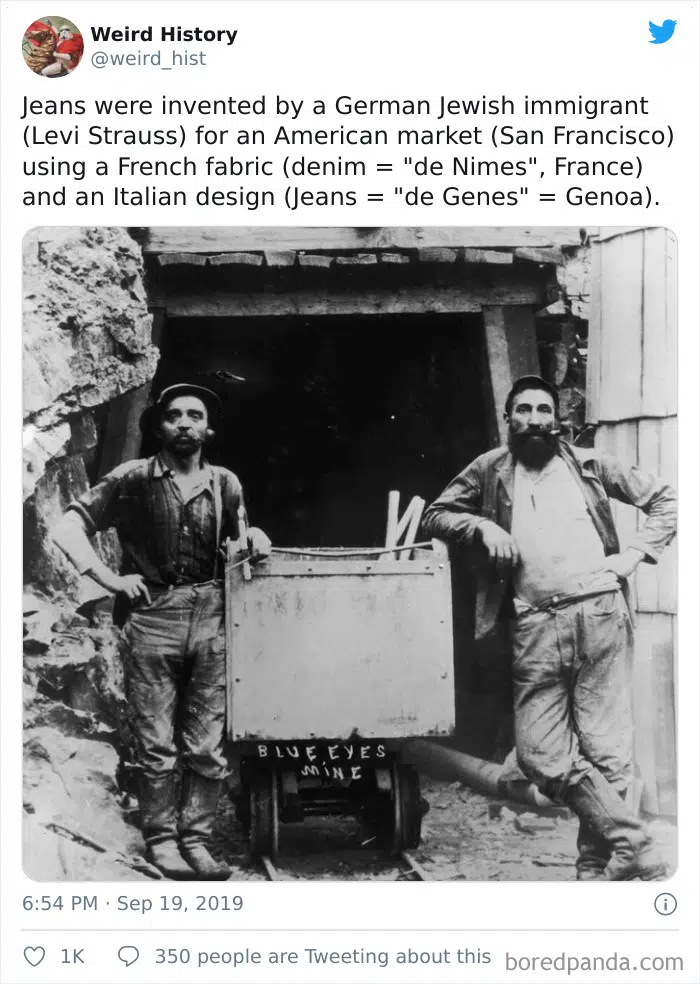 Weird History
@weird_hist
Jeans were invented by a German Jewish immigrant
(Levi Strauss) for an American market (San Francisco)
using a French fabric (denim = "de Nimes", France)
and an Italian design (Jeans = "de Genes" = Genoa).
BLUE EYES
MINE
6:54 PM · Sep 19, 2019
1K
350 people are Tweeting about this
boredpanda.com